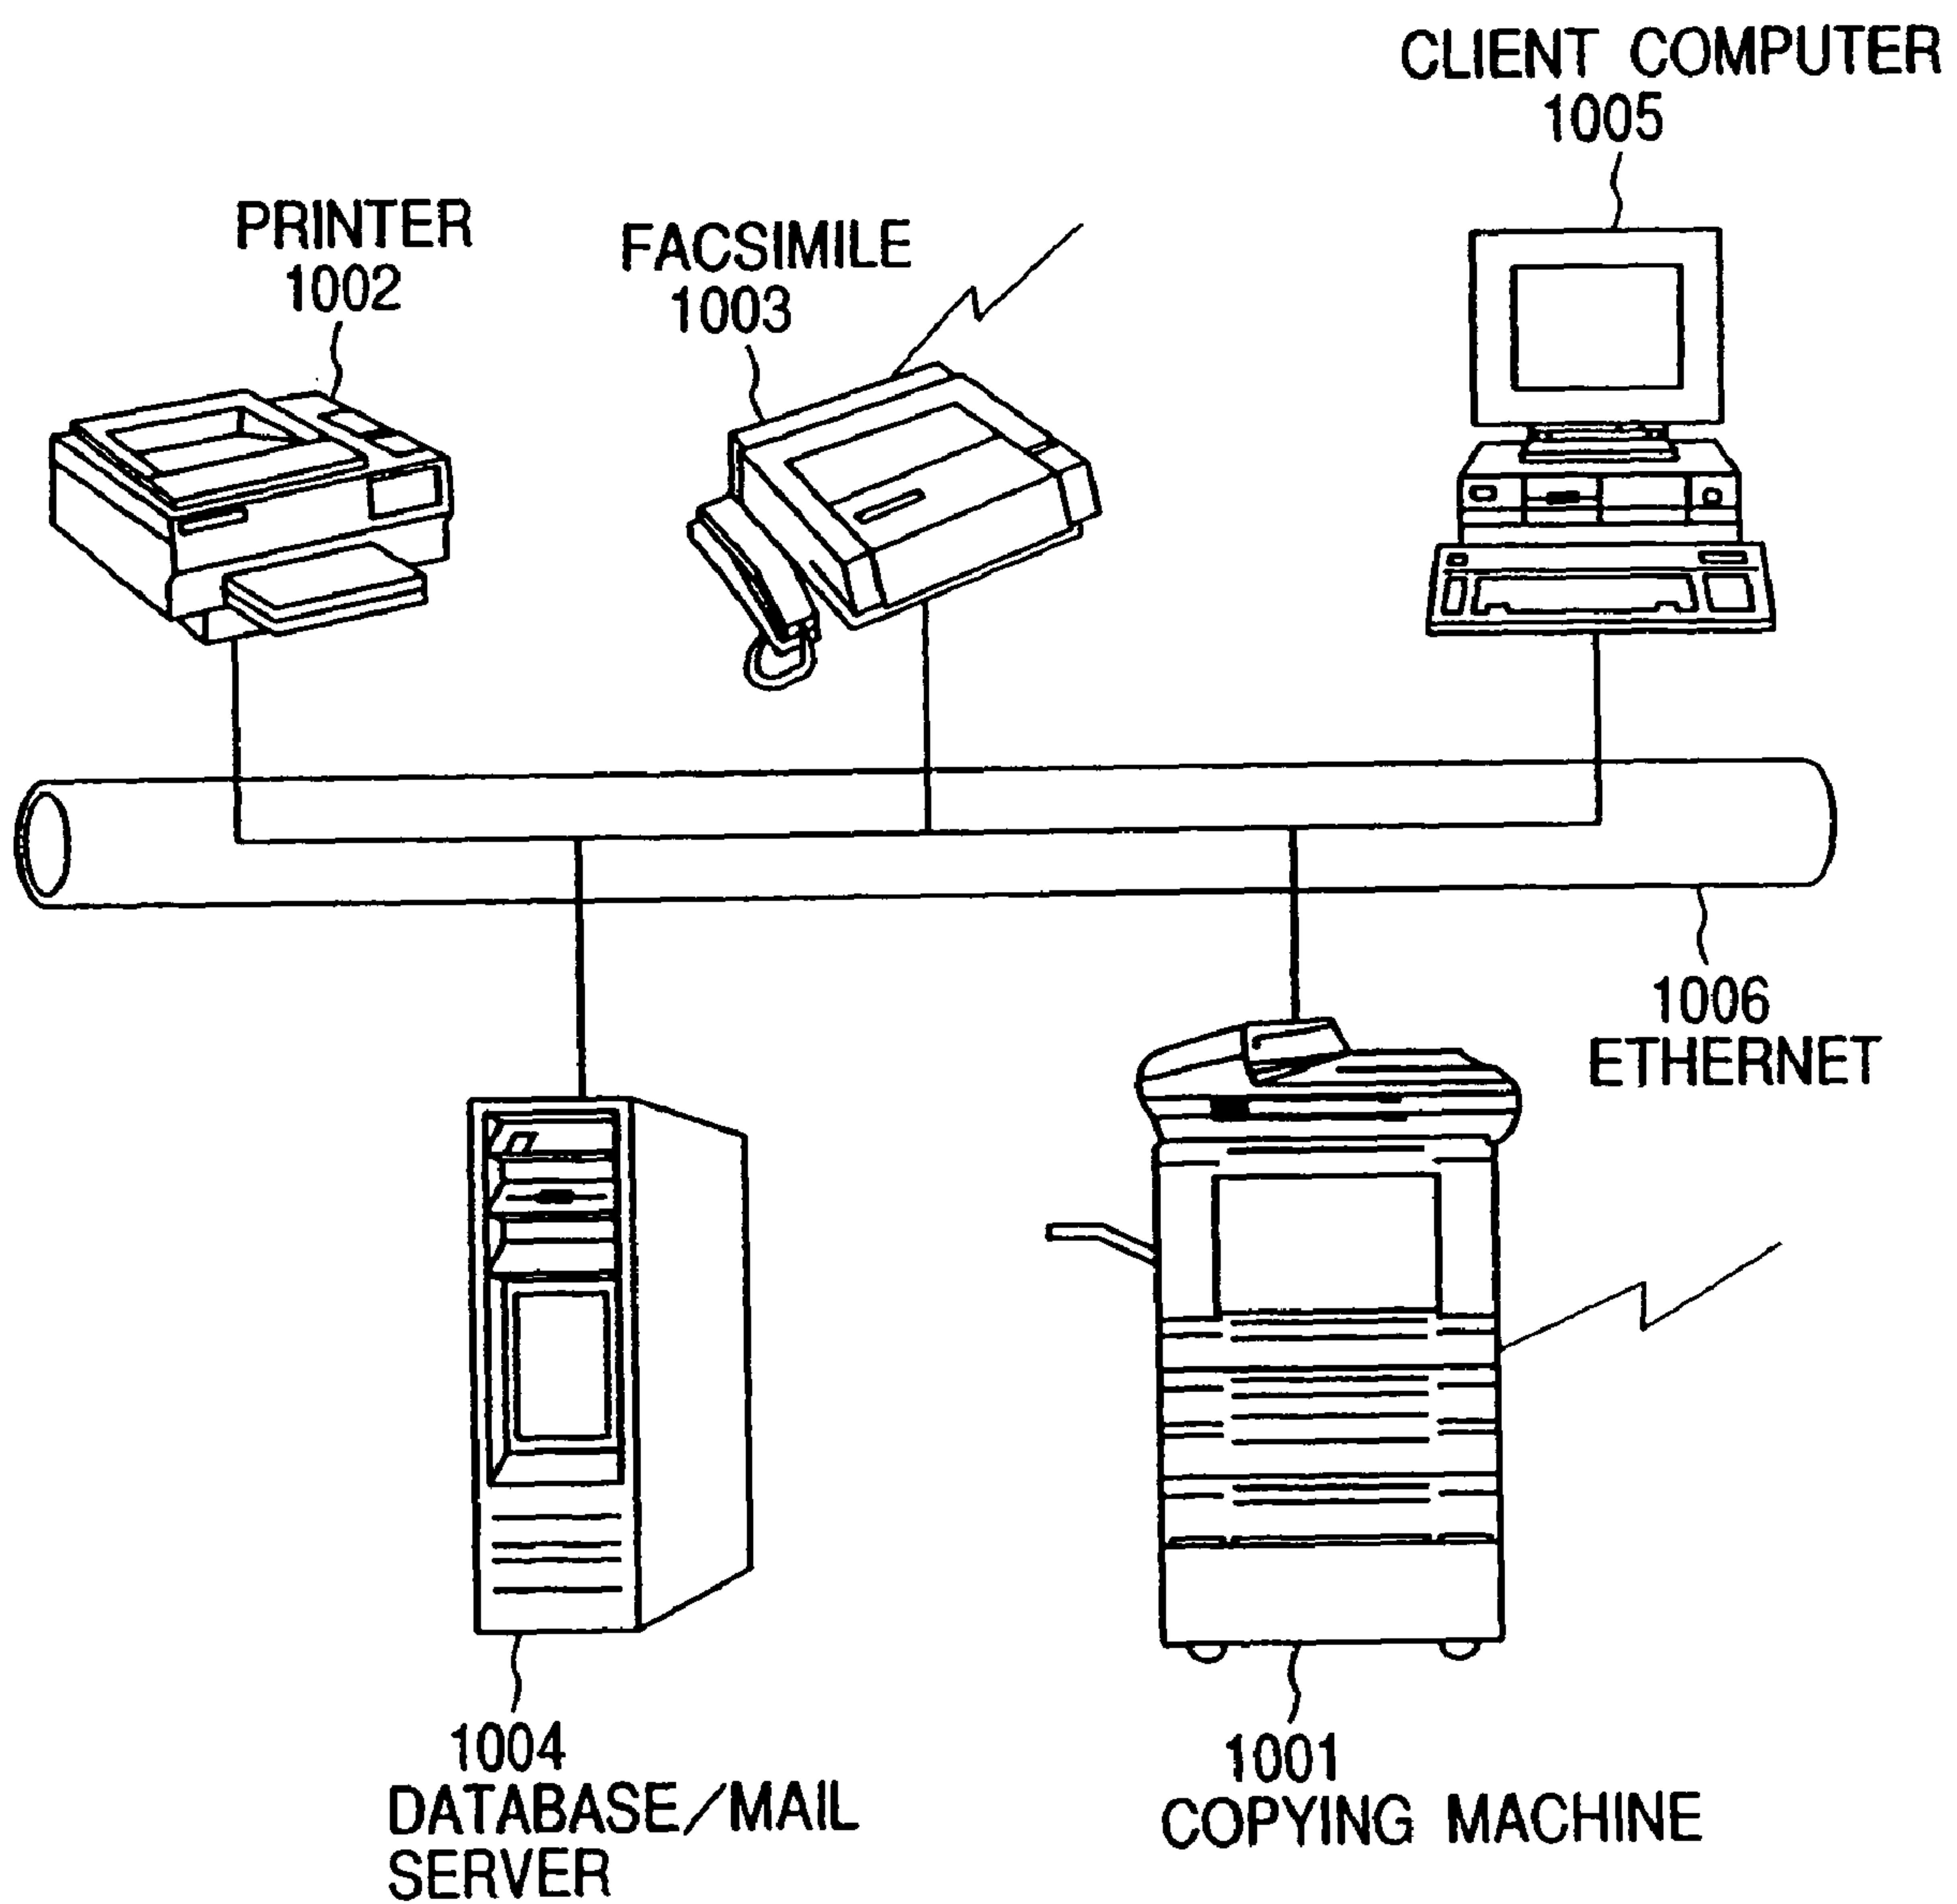 CLIENT COMPUTER
1005
PRINTER
1002
FACSIMILE
1003
1006
ETHERNET
1004
DATABASE/MAIL
SERVER
1001
COPYING MACHINE